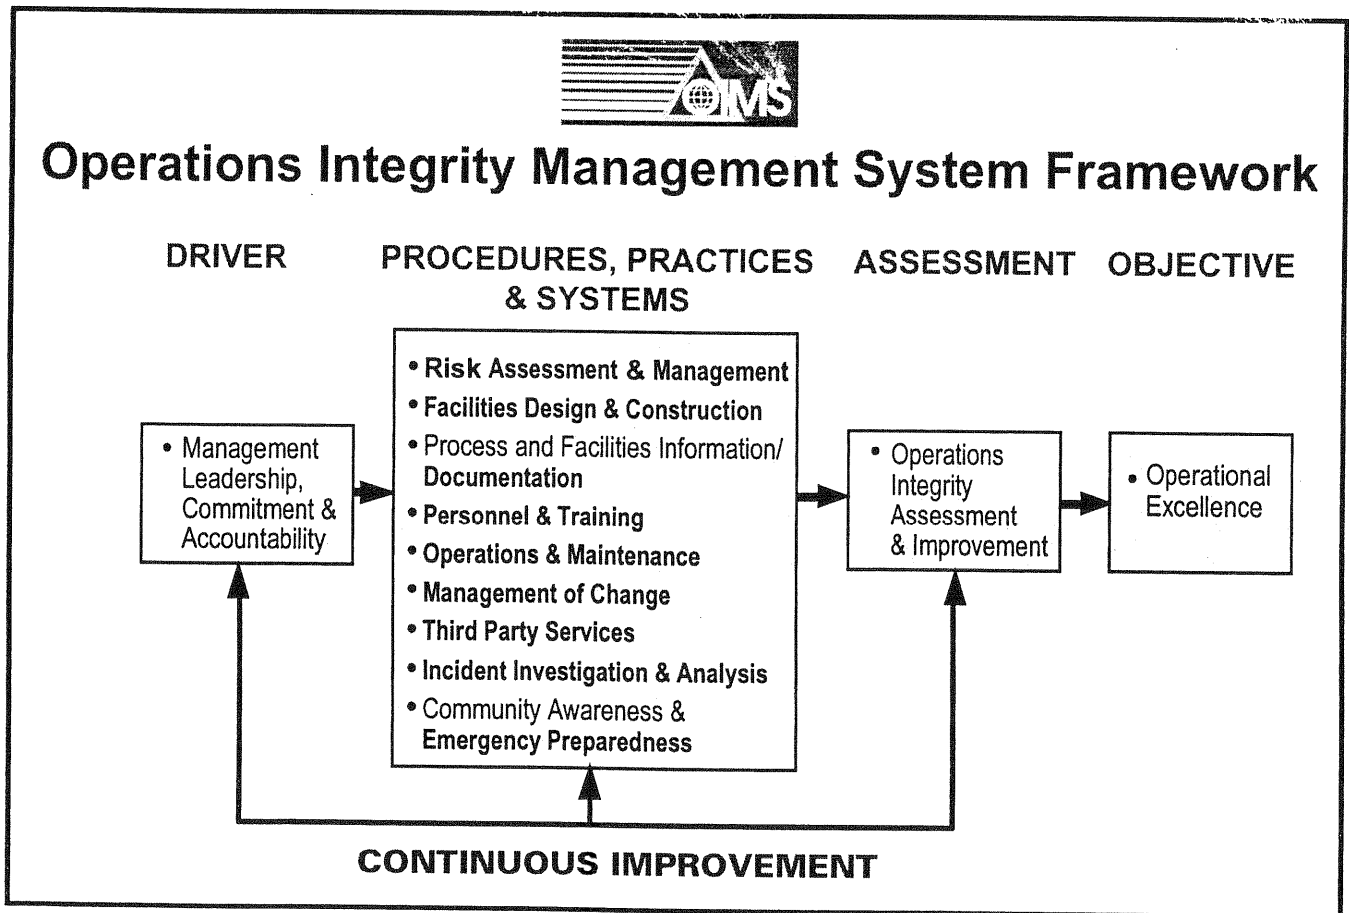 OIMS
Operations Integrity Management System Framework
DRIVER
PROCEDURES, PRACTICES
& SYSTEMS
ASSESSMENT
OBJECTIVE
• Management
Leadership,
Commitment &
Accountability
• Risk Assessment & Management
• Facilities Design & Construction
• Process and Facilities Information/
Documentation
• Personnel & Training
• Operations & Maintenance
• Management of Change
• Third Party Services
• Incident Investigation & Analysis
• Community Awareness &
Emergency Preparedness
• Operations
Integrity
Assessment
& Improvement
• Operational
Excellence
CONTINUOUS IMPROVEMENT